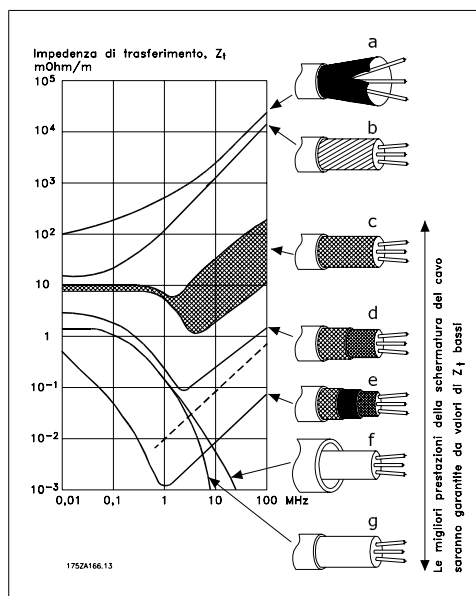 Impedenza di trasferimento, Zt
mOhm/m
10⁵
10⁴
10³
10²
10
1
10⁻¹
10⁻²
10⁻³
0,01 0,1 1 10 100 MHz
a
b
c
d
e
f
g
Le migliori prestazioni della schermatura del cavo
saranno garantite da valori di Zt bassi
175ZA166.13